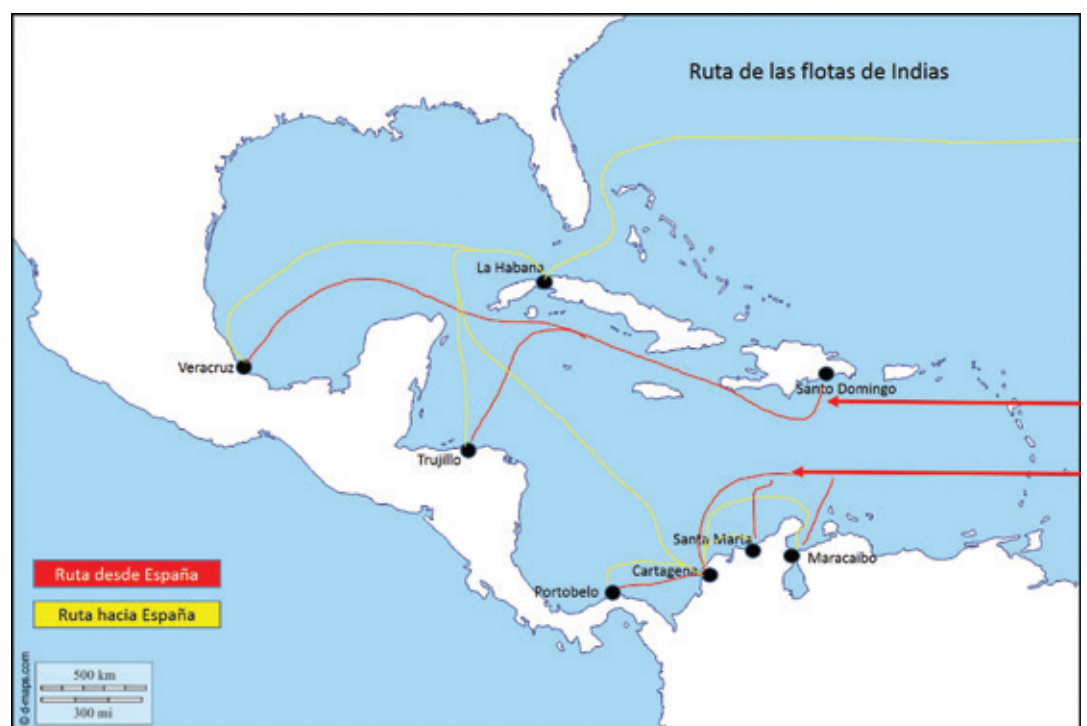 Ruta de las flotas de Indias
La Habana
Veracruz
Santo Domingo
Trujillo
Santa Maria
Maracaibo
Cartagena
Portobelo
Ruta desde España
Ruta hacia España
500 km
300 mi
© d-maps.com